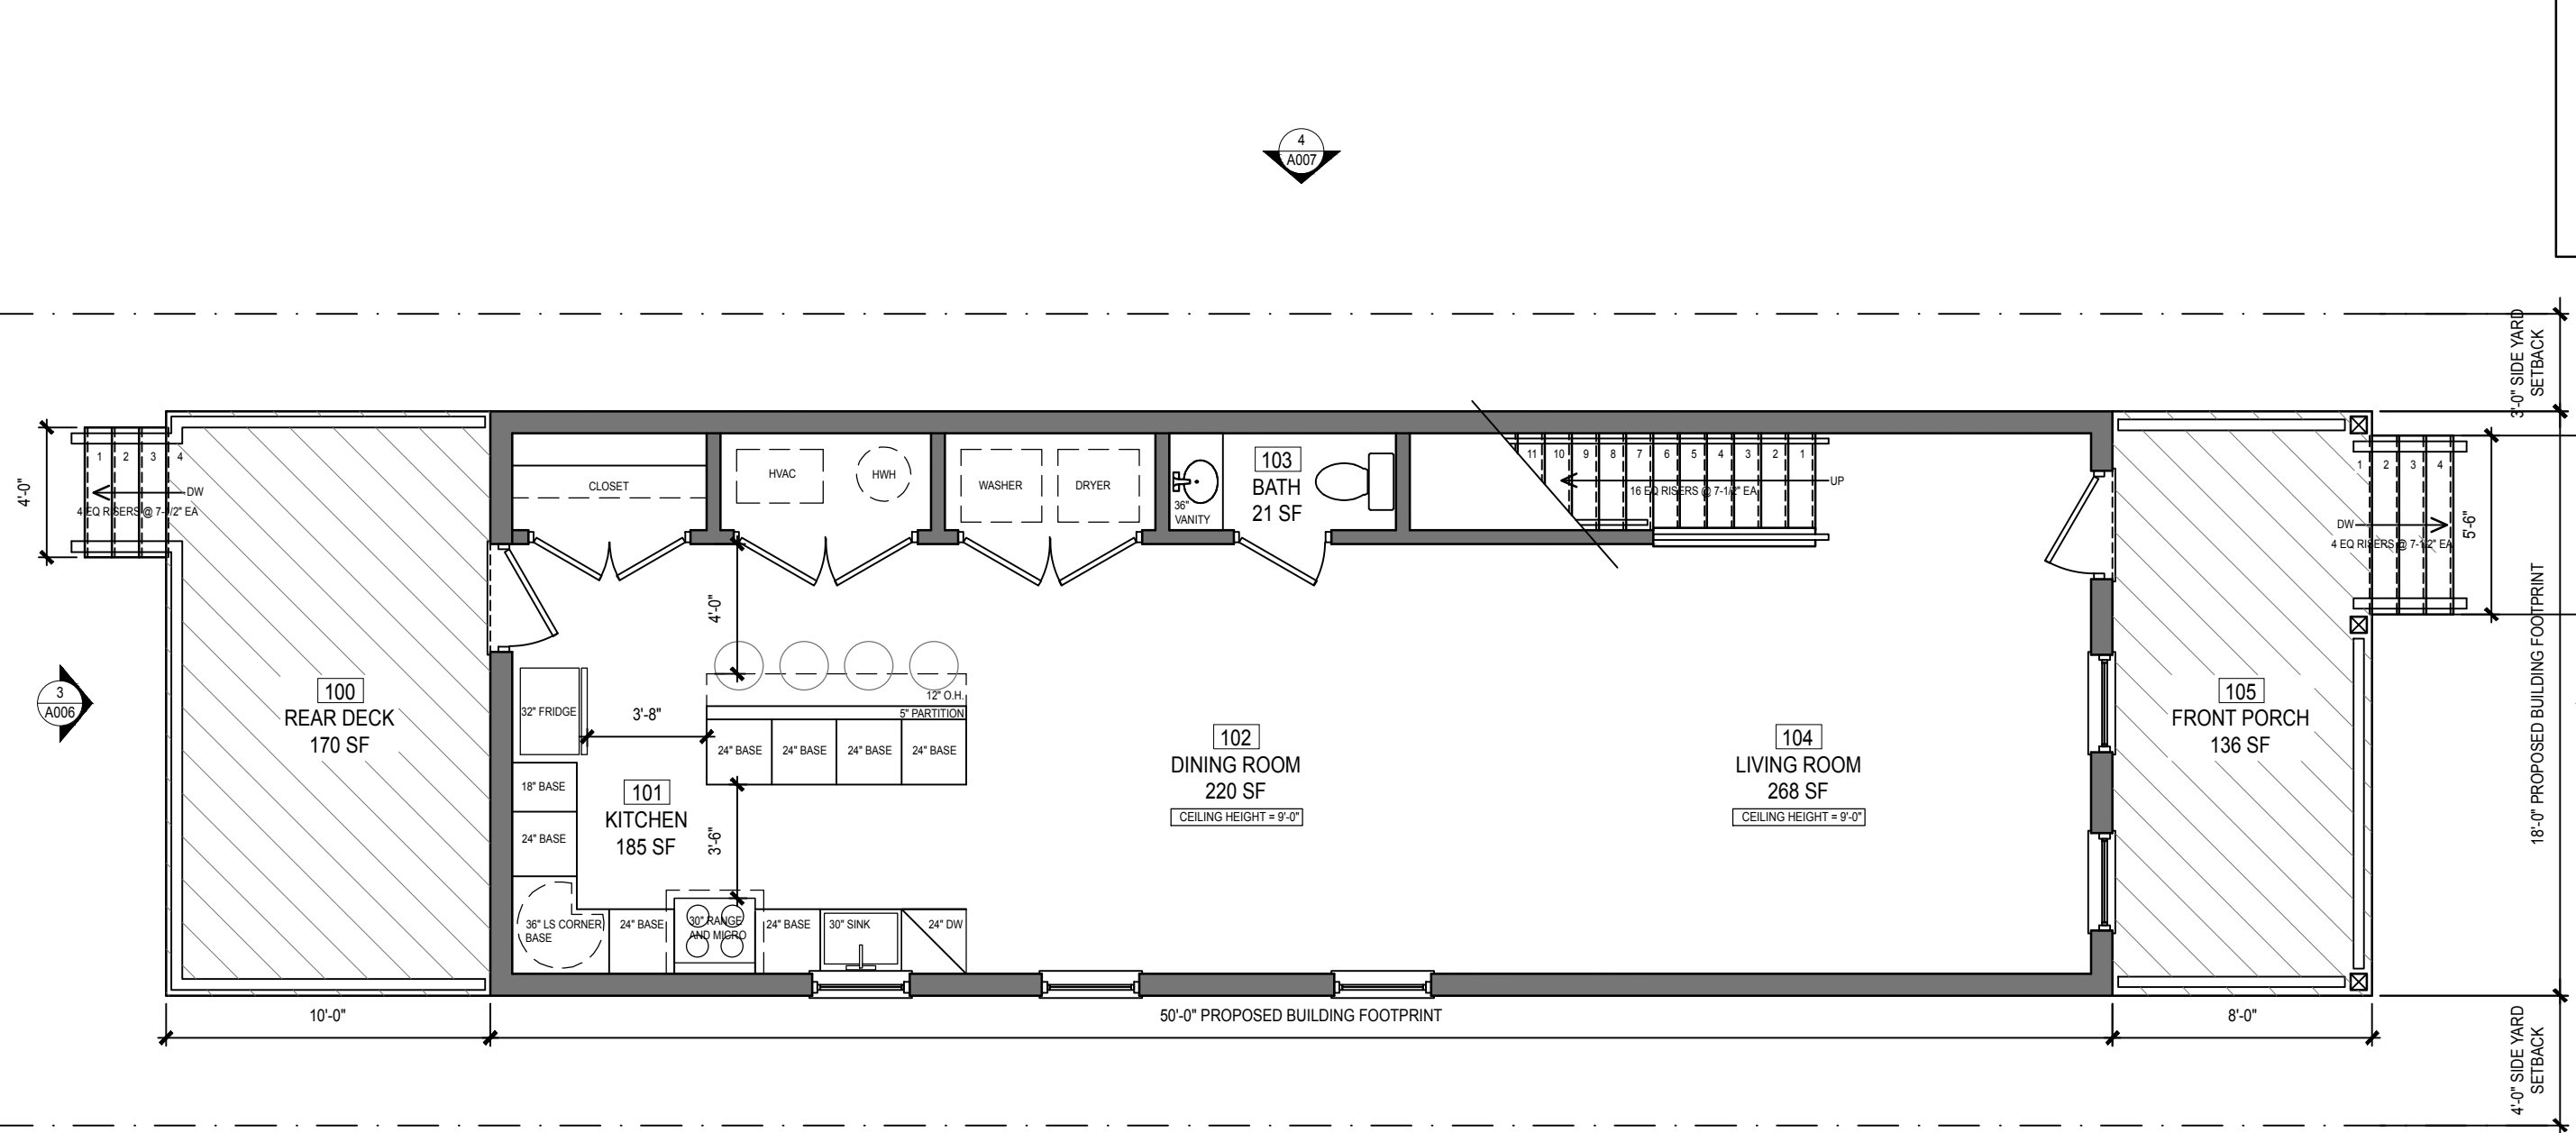 4
A007
3'-0" SIDE YARD
SETBACK
4'-0"
1 2 3 4
DW
4 EQ RISERS @ 7-1/2" EA
CLOSET
HVAC
HWH
WASHER
DRYER
36"
VANITY
103
BATH
21 SF
11 10 9 8 7 6 5 4 3 2 1
16 EQ RISERS @ 7-1/2" EA
UP
1 2 3 4
DW
4 EQ RISERS @ 7-1/2" EA
5'-6"
18'-0" PROPOSED BUILDING FOOTPRINT
3
A006
100
REAR DECK
170 SF
4'-0"
32" FRIDGE
3'-8"
12" O.H.
5" PARTITION
24" BASE
24" BASE
24" BASE
24" BASE
18" BASE
24" BASE
101
KITCHEN
185 SF
3'-6"
36" LS CORNER
BASE
24" BASE
30" RANGE
AND MICRO
24" BASE
30" SINK
24" DW
102
DINING ROOM
220 SF
CEILING HEIGHT = 9'-0"
104
LIVING ROOM
268 SF
CEILING HEIGHT = 9'-0"
105
FRONT PORCH
136 SF
10'-0"
50'-0" PROPOSED BUILDING FOOTPRINT
8'-0"
4'-0" SIDE YARD
SETBACK